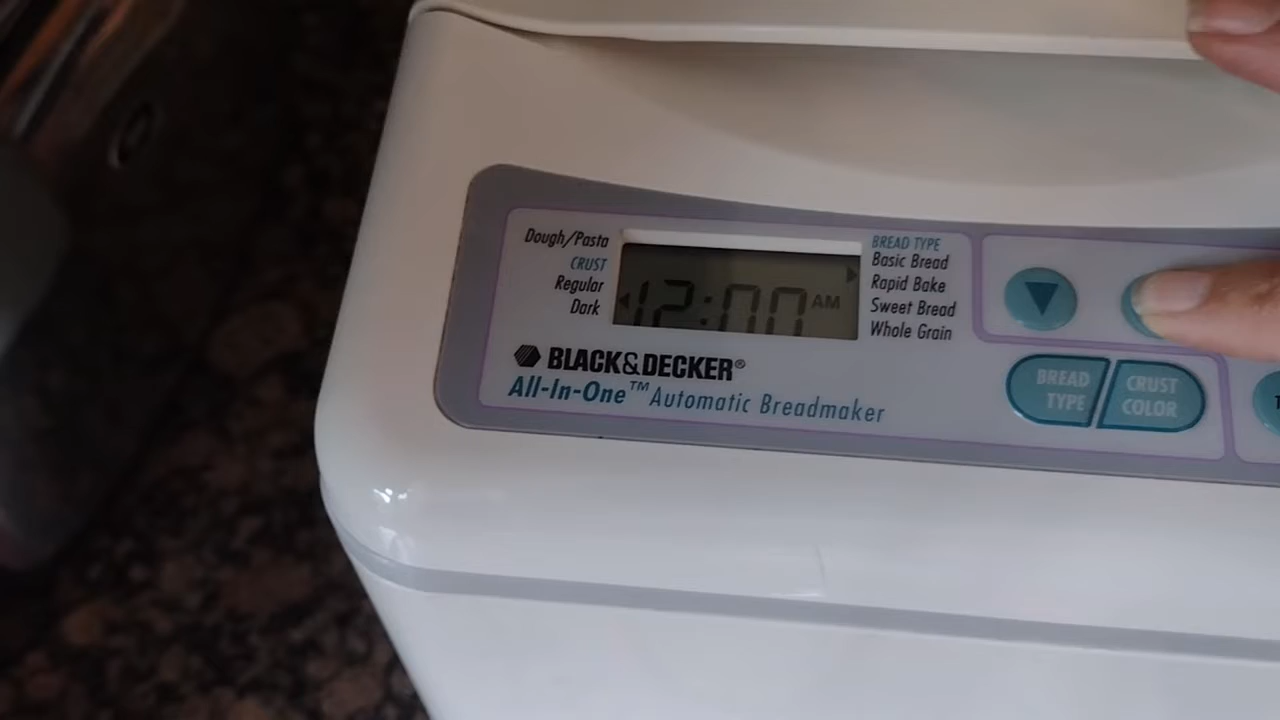 Dough/Pasta
CRUST
Regular
Dark
12:00 AM
BREAD TYPE
Basic Bread
Rapid Bake
Sweet Bread
Whole Grain
BLACK&DECKER®
All-In-One™ Automatic Breadmaker
BREAD
TYPE
CRUST
COLOR